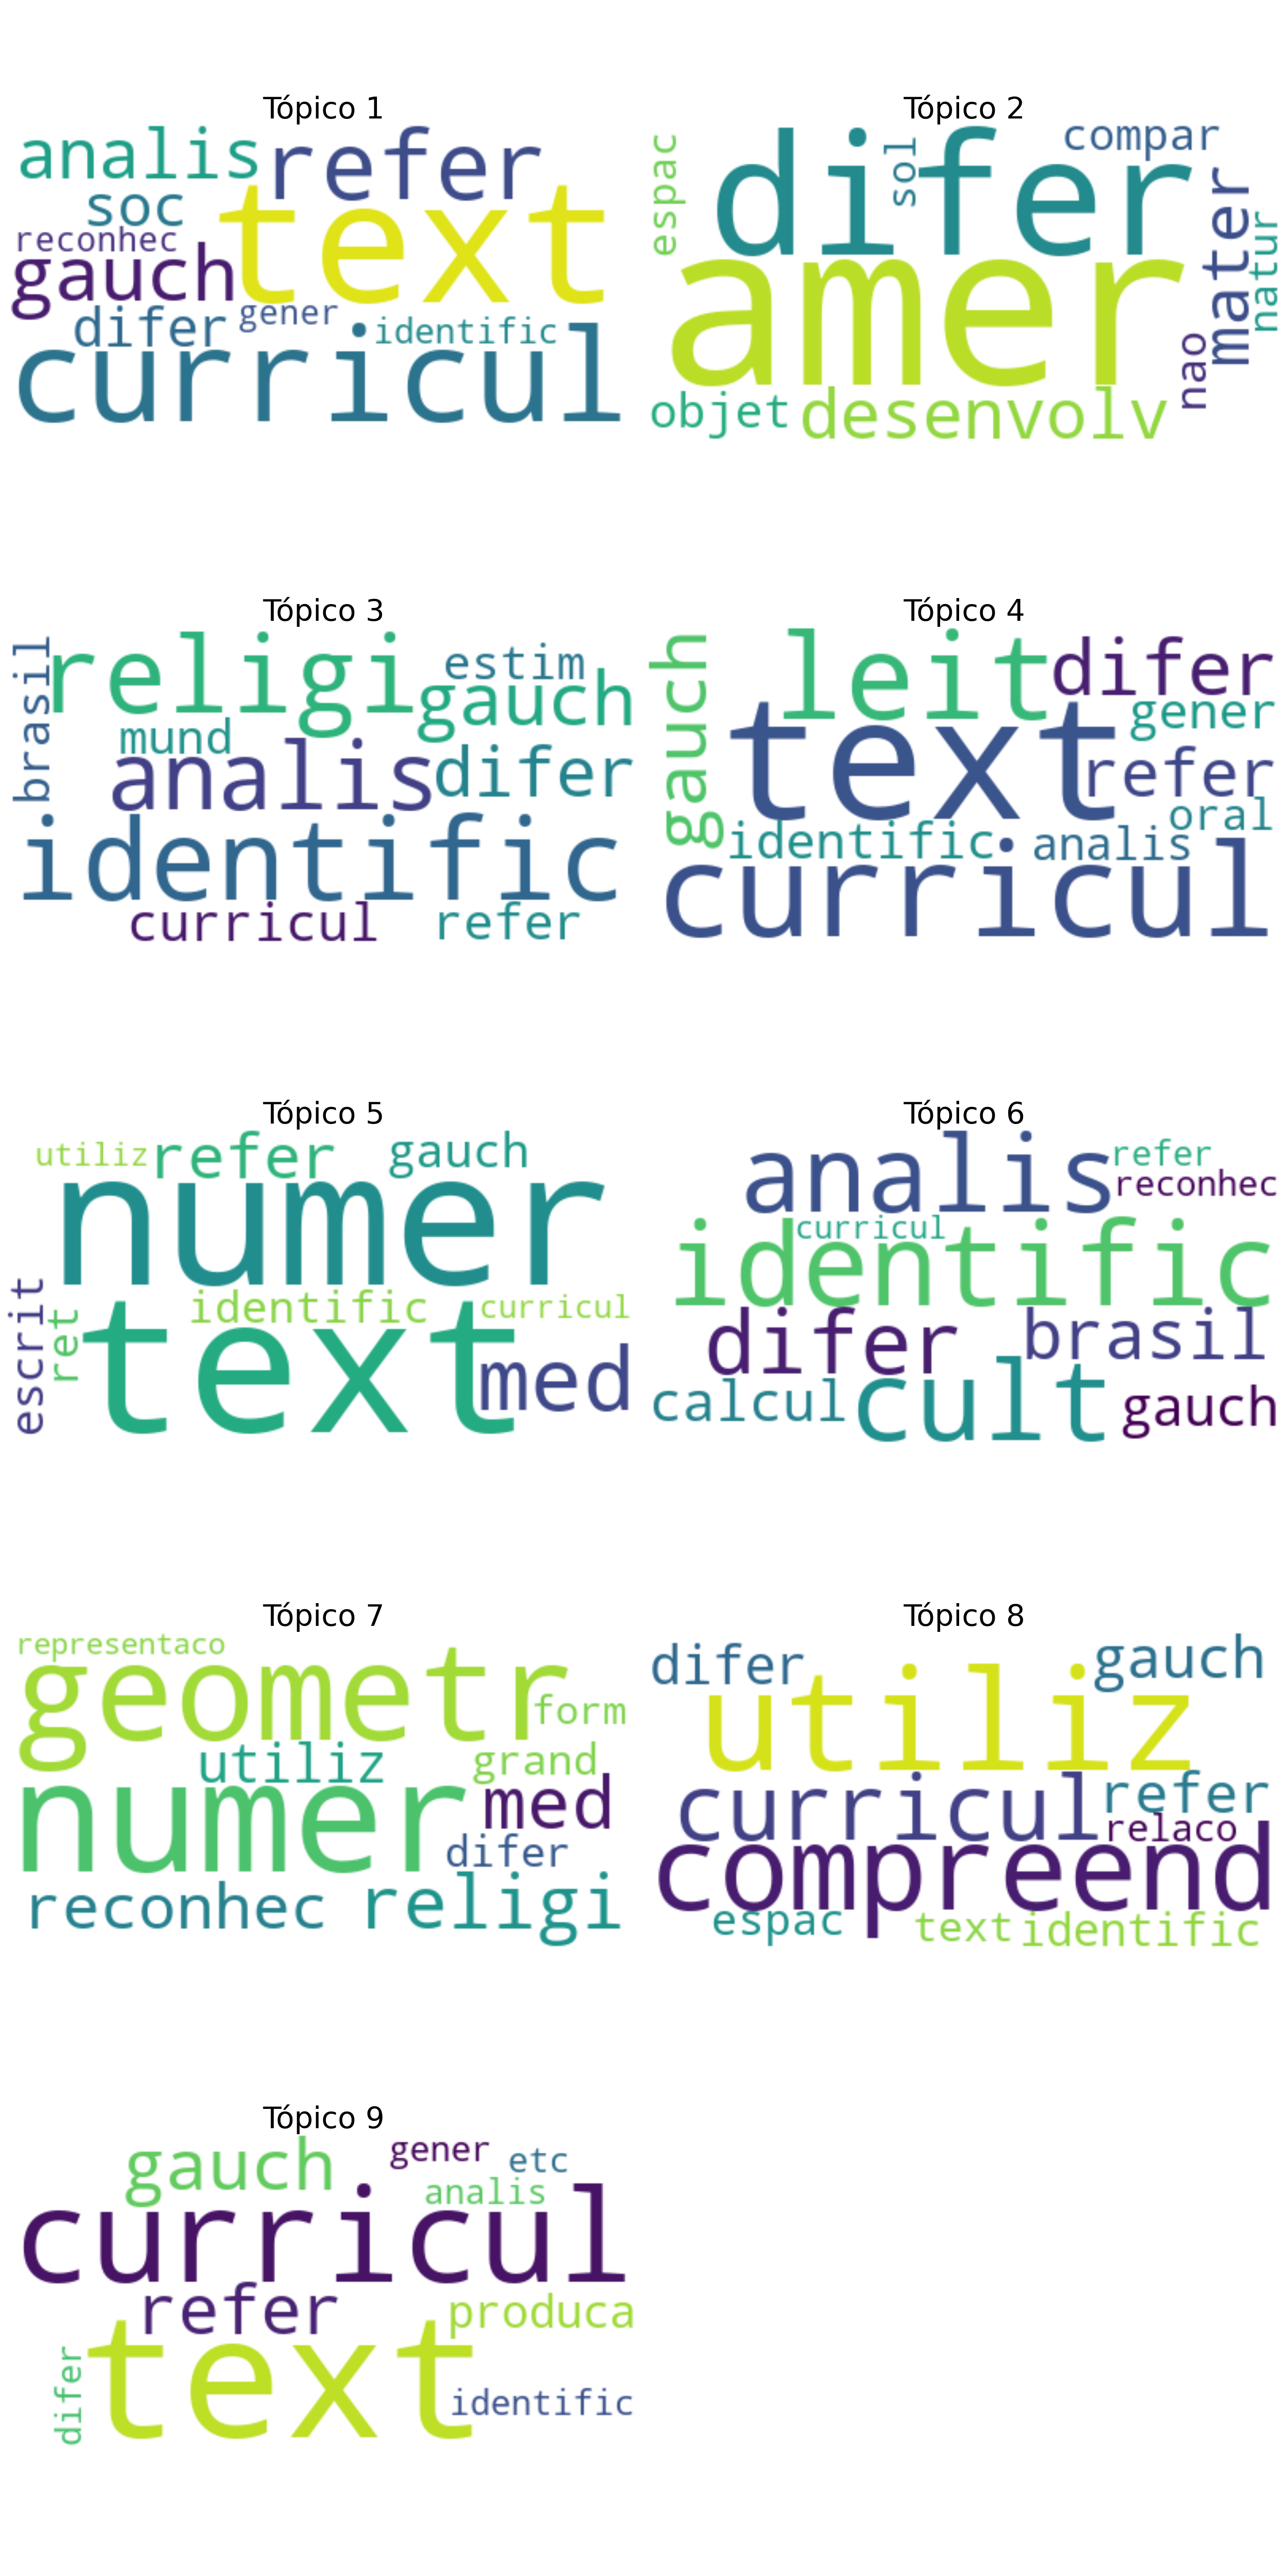 Tópico 1
analis
refer
soc
text
reconhec
gauch
difer
gener
identific
curricul
Tópico 2
espac
difer
sol
compar
mater
natur
amer
nao
objet
desenvolv
Tópico 3
brasil
religi
estim
gauch
mund
analis
difer
identific
curricul
refer
Tópico 4
gauch
leit
difer
text
gener
refer
oral
identific
analis
curricul
Tópico 5
utiliz
refer
gauch
numer
escrit
ret
identific
curricul
text
med
Tópico 6
analis
refer
reconhec
curricul
identific
difer
brasil
calcul
cult
gauch
Tópico 7
representaco
geometr
form
utiliz
grand
numer
med
difer
reconhec
religi
Tópico 8
difer
gauch
utiliz
curricul
refer
relaco
compreend
espac
text
identific
Tópico 9
gauch
gener
etc
analis
curricul
refer
produca
difer
text
identific